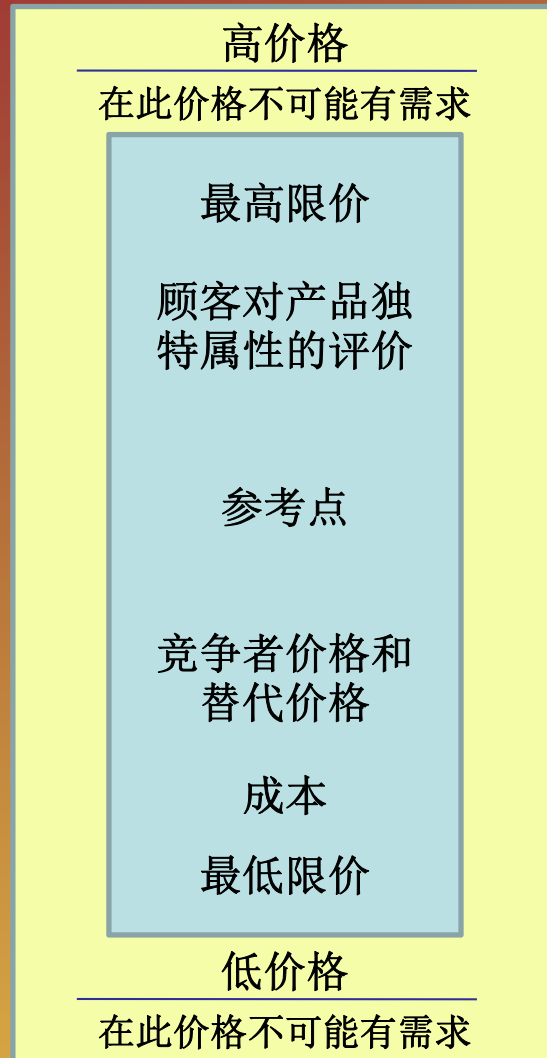 高价格
在此价格不可能有需求
最高限价
顾客对产品独
特属性的评价
参考点
竞争者价格和
替代价格
成本
最低限价
低价格
在此价格不可能有需求